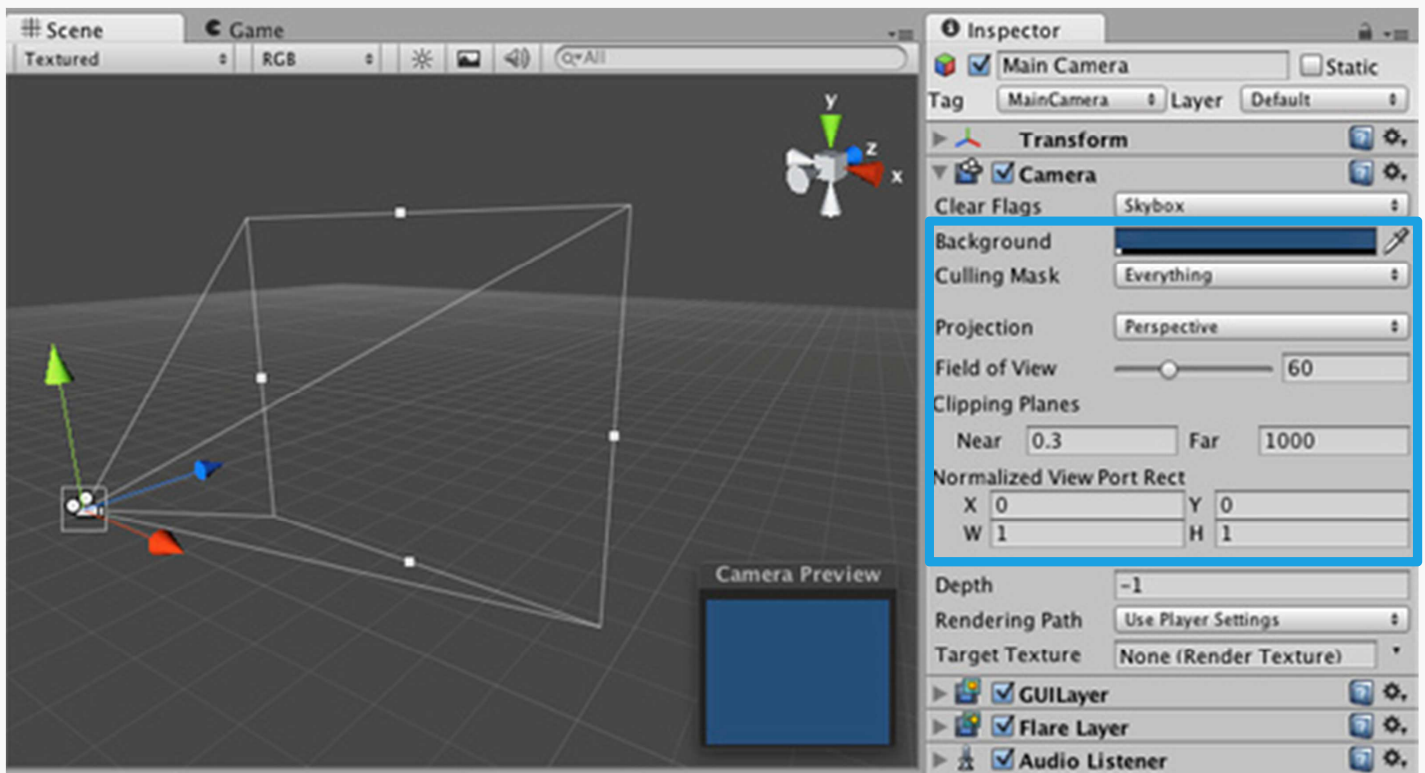 Scene
Game
Textured
RGB
All
y
z
x
Camera Preview
Inspector
Main Camera
Static
Tag MainCamera Layer Default
Transform
Camera
Clear Flags Skybox
Background
Culling Mask Everything
Projection Perspective
Field of View 60
Clipping Planes
Near 0.3 Far 1000
Normalized View Port Rect
X 0 Y 0
W 1 H 1
Depth -1
Rendering Path Use Player Settings
Target Texture None (Render Texture)
GUILayer
Flare Layer
Audio Listener